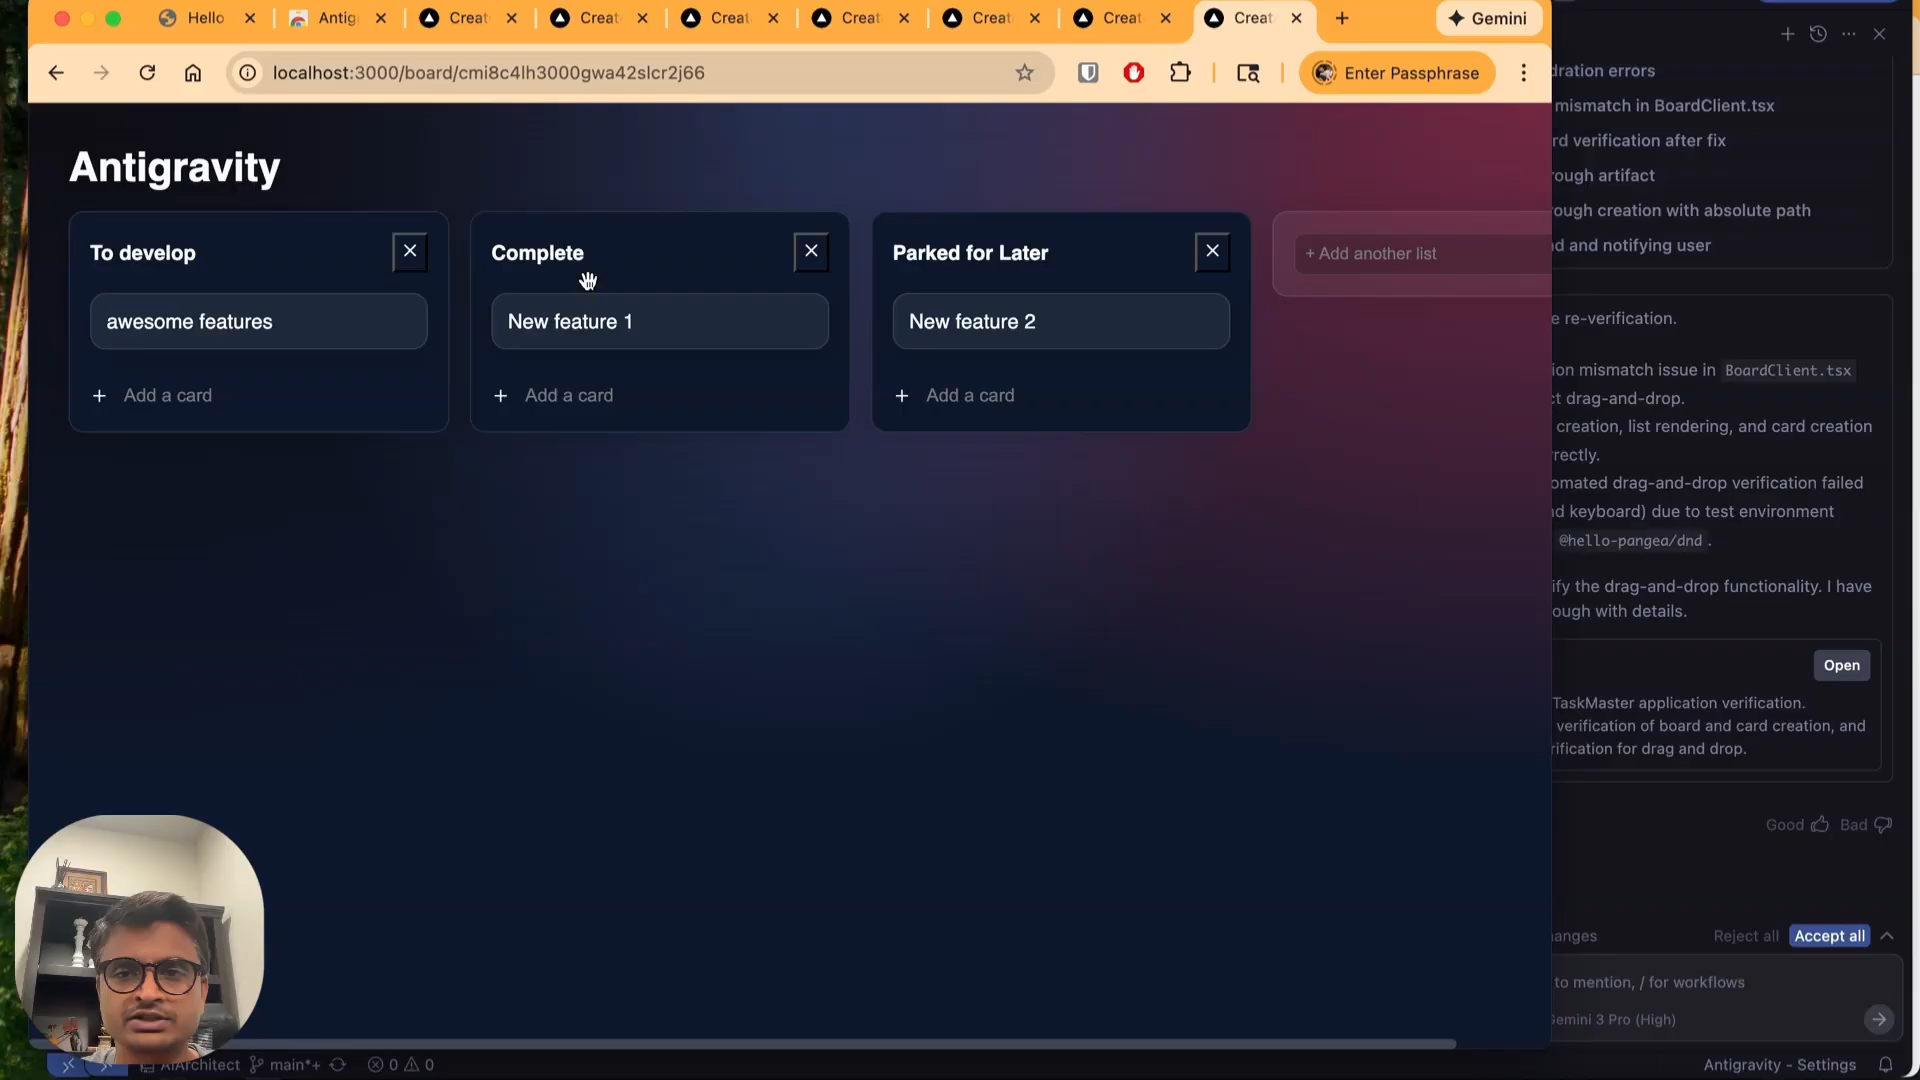 Hello
Antig
Creat
Creat
Creat
Creat
Creat
Creat
Creat
Gemini
localhost:3000/board/cmi8c4lh3000gwa42slcr2j66
Enter Passphrase
Antigravity
To develop
awesome features
+ Add a card
Complete
New feature 1
+ Add a card
Parked for Later
New feature 2
+ Add a card
+ Add another list
dration errors
mismatch in BoardClient.tsx
rd verification after fix
ough artifact
ough creation with absolute path
d and notifying user
e re-verification.
ion mismatch issue in BoardClient.tsx
ct drag-and-drop.
creation, list rendering, and card creation
rectly.
omated drag-and-drop verification failed
d keyboard) due to test environment
@hello-pangea/dnd.
ify the drag-and-drop functionality. I have
ough with details.
Open
TaskMaster application verification.
verification of board and card creation, and
rification for drag and drop.
Good
Bad
anges
Reject all
Accept all
to mention, / for workflows
Gemini 3 Pro (High)
AIArchitect
main*+
0
0
Antigravity - Settings